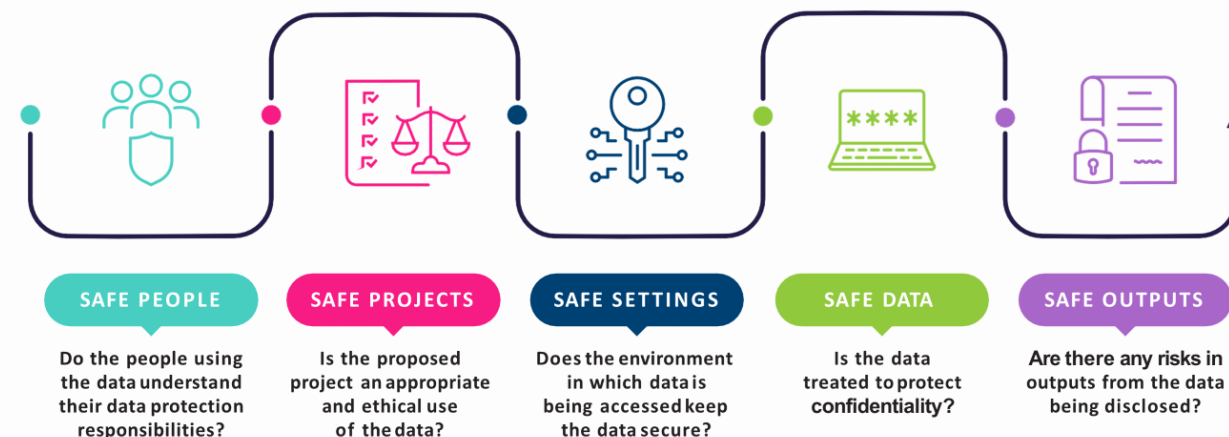 ****
SAFE PEOPLE
Do the people using
the data understand
their data protection
responsibilities?
SAFE PROJECTS
Is the proposed
project an appropriate
and ethical use
of the data?
SAFE SETTINGS
Does the environment
in which data is
being accessed keep
the data secure?
SAFE DATA
Is the data
treated to protect
confidentiality?
SAFE OUTPUTS
Are there any risks in
outputs from the data
being disclosed?